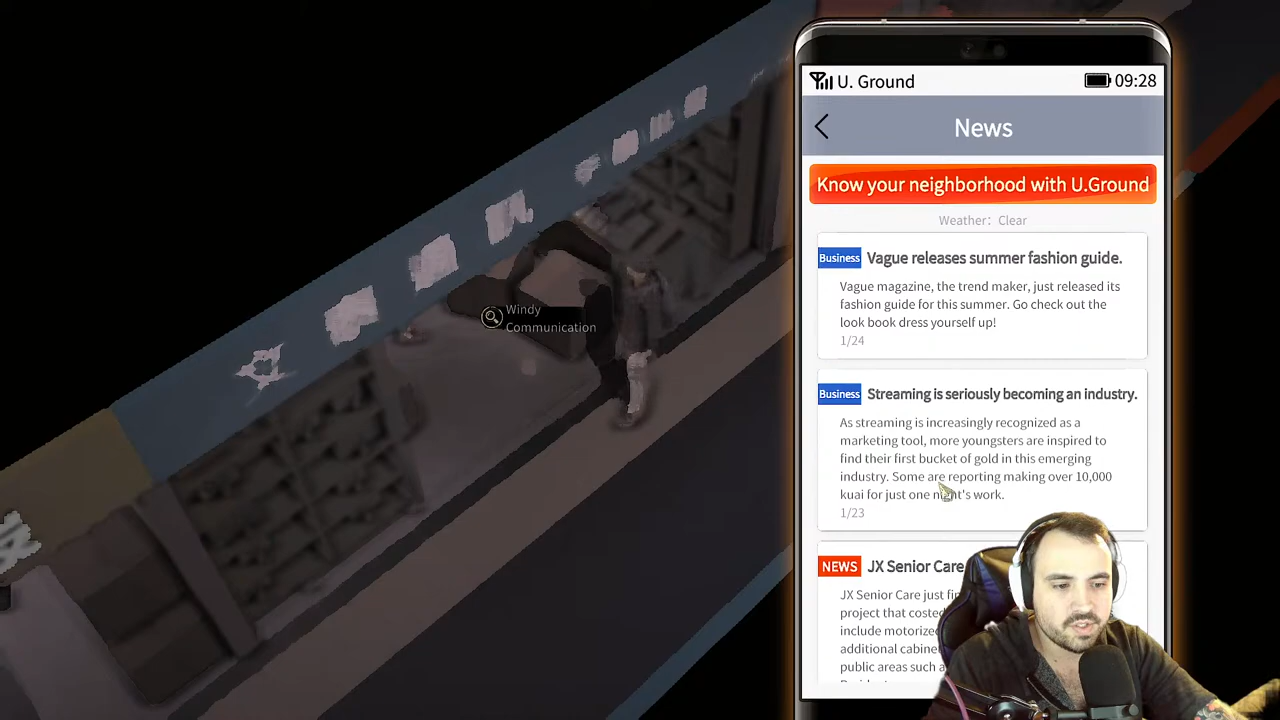 U. Ground
09:28
News
Know your neighborhood with U.Ground
Weather: Clear
Business
Vague releases summer fashion guide.
Vague magazine, the trend maker, just released its
fashion guide for this summer. Go check out the
look book dress yourself up!
1/24
Business
Streaming is seriously becoming an industry.
As streaming is increasingly recognized as a
marketing tool, more youngsters are inspired to
find their first bucket of gold in this emerging
industry. Some are reporting making over 10,000
kuai for just one night's work.
1/23
NEWS
JX Senior Care
JX Senior Care just
project that
include motorized
additional
public areas such
Windy
Communication